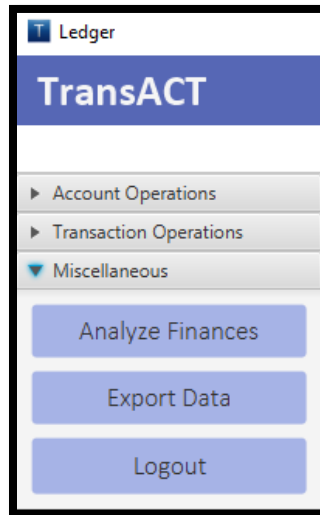 T Ledger
TransACT
Account Operations
Transaction Operations
Miscellaneous
Analyze Finances
Export Data
Logout